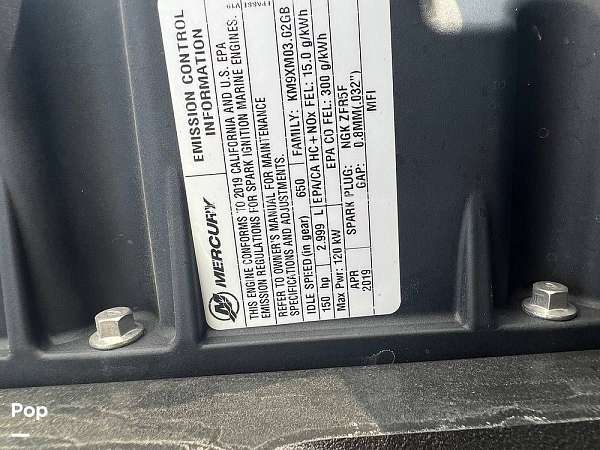 EMISSION CONTROL
INFORMATION
MERCURY
THIS ENGINE CONFORMS TO 2019 CALIFORNIA AND U.S. EPA
EMISSION REGULATIONS FOR SPARK IGNITION MARINE ENGINES.
REFER TO OWNER'S MANUAL FOR MAINTENANCE
SPECIFICATIONS AND ADJUSTMENTS.
IDLE SPEED (in gear) 650 FAMILY: KM9XM03.02GB
150 hp 2.999 L EPA/CA HC+NOx FEL: 15.0 g/kWh
Max Pwr: 120 kW EPA CO FEL: 300 g/kWh
APR SPARK PLUG: NGK ZFR5F
2019 GAP: 0.8MM(.032")
MFI
Pop